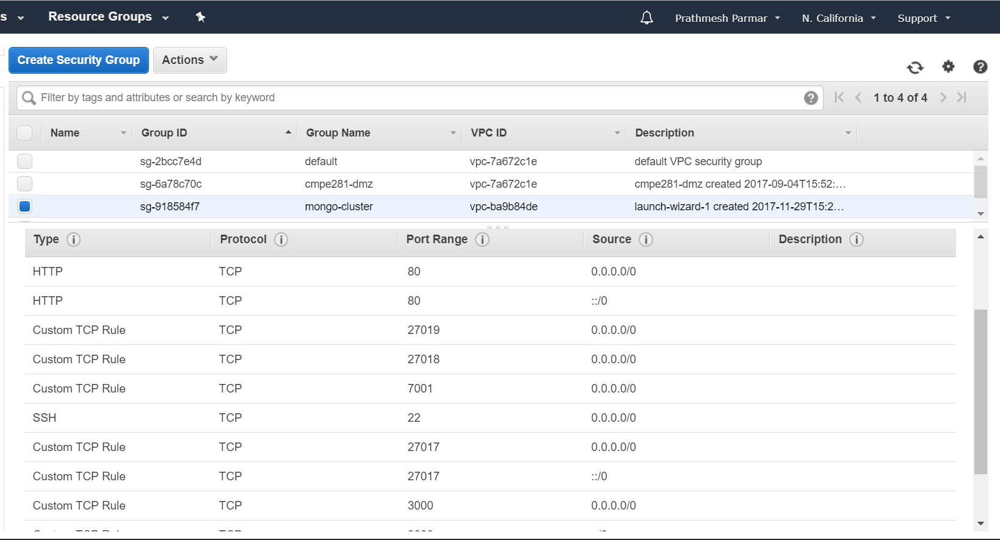 s Resource Groups Prathmesh Parmar N. California Support
Create Security Group Actions
Filter by tags and attributes or search by keyword 1 to 4 of 4
Name Group ID Group Name VPC ID Description
sg-2bcc7e4d default vpc-7a672c1e default VPC security group
sg-6a78c70c cmpe281-dmz vpc-7a672c1e cmpe281-dmz created 2017-09-04T15:52:...
sg-918584f7 mongo-cluster vpc-ba9b84de launch-wizard-1 created 2017-11-29T15:2...
Type Protocol Port Range Source Description
HTTP TCP 80 0.0.0.0/0
HTTP TCP 80 ::/0
Custom TCP Rule TCP 27019 0.0.0.0/0
Custom TCP Rule TCP 27018 0.0.0.0/0
Custom TCP Rule TCP 7001 0.0.0.0/0
SSH TCP 22 0.0.0.0/0
Custom TCP Rule TCP 27017 0.0.0.0/0
Custom TCP Rule TCP 27017 ::/0
Custom TCP Rule TCP 3000 0.0.0.0/0